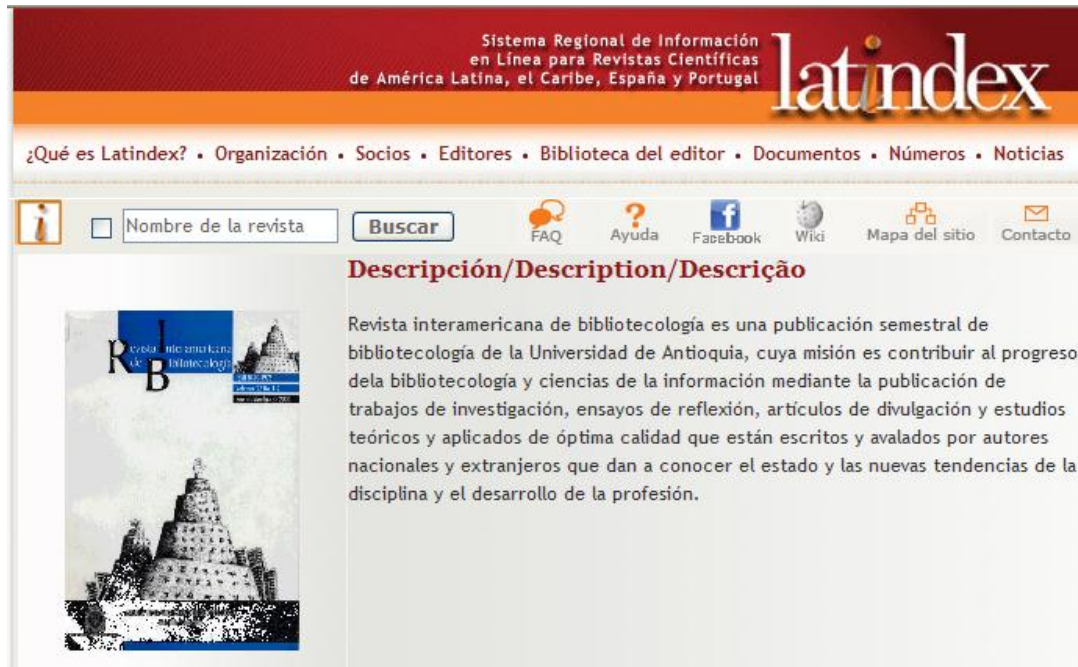 Sistema Regional de Información
en Línea para Revistas Científicas
de América Latina, el Caribe, España y Portugal
latindex
¿Qué es Latindex? • Organización • Socios • Editores • Biblioteca del editor • Documentos • Números • Noticias
i
Nombre de la revista
Buscar
FAQ
Ayuda
Facebook
Wiki
Mapa del sitio
Contacto
Descripción/Description/Descrição
Revista interamericana de bibliotecología es una publicación semestral de
bibliotecología de la Universidad de Antioquia, cuya misión es contribuir al progreso
dela bibliotecología y ciencias de la información mediante la publicación de
trabajos de investigación, ensayos de reflexión, artículos de divulgación y estudios
teóricos y aplicados de óptima calidad que están escritos y avalados por autores
nacionales y extranjeros que dan a conocer el estado y las nuevas tendencias de la
disciplina y el desarrollo de la profesión.
Revista Interamericana
de Bibliotecología